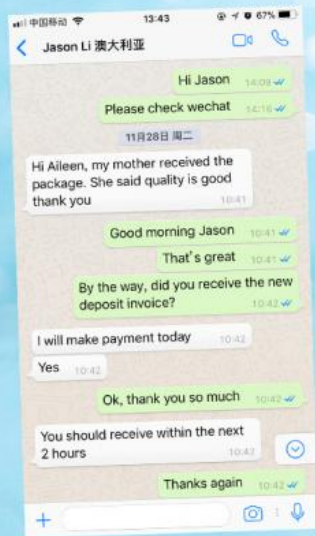 中国移动 13:43 67%
Jason Li 澳大利亚
Hi Jason 14:09
Please check wechat 14:16
11月28日 周二
Hi Aileen, my mother received the
package. She said quality is good
thank you 10:41
Good morning Jason 10:41
That's great 10:41
By the way, did you receive the new
deposit invoice? 10:42
I will make payment today 10:42
Yes 10:42
Ok, thank you so much 10:42
You should receive within the next
2 hours 10:42
Thanks again 10:42